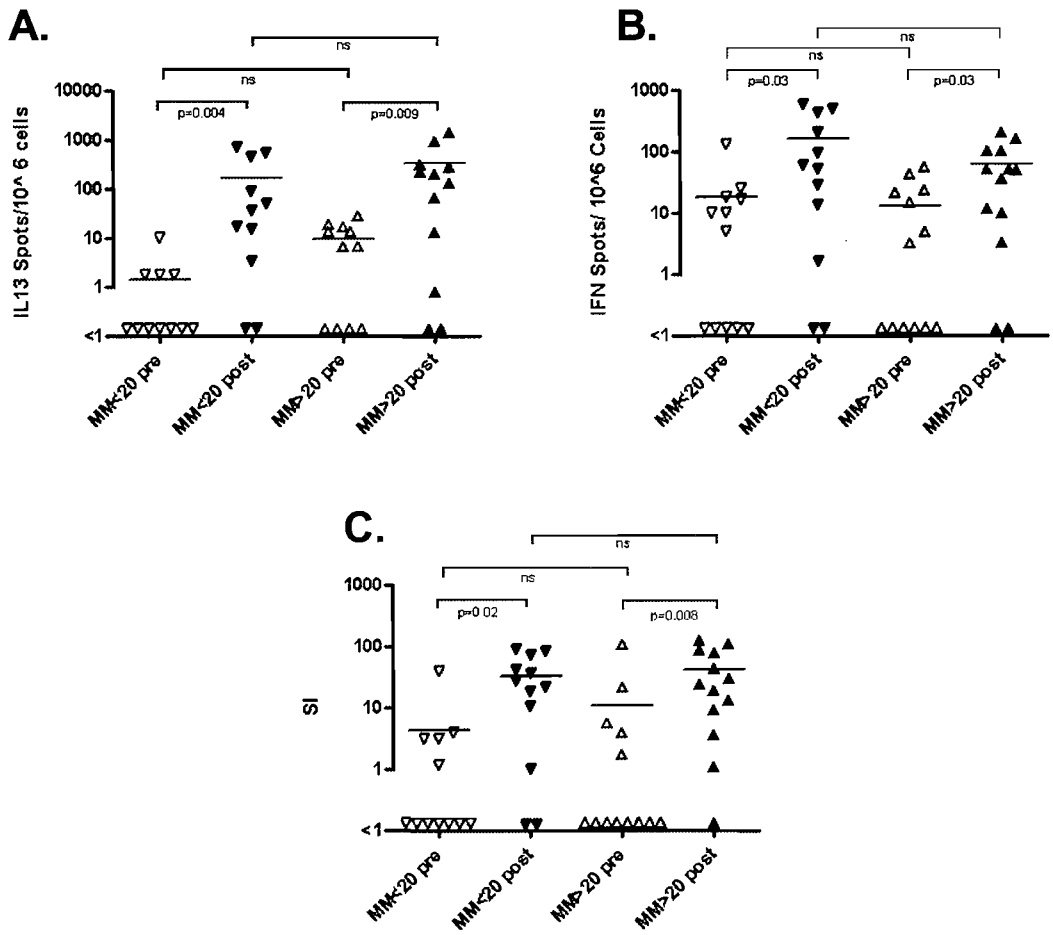 A.
ns
ns
p=0.004
p=0.009
IL13 Spots/10^ 6 cells
10000
1000
100
10
1
<1
MM<20 pre
MM<20 post
MM>20 pre
MM>20 post
B.
ns
ns
p=0.03
p=0.03
IFN Spots/ 10^6 Cells
1000
100
10
1
<1
MM<20 pre
MM<20 post
MM>20 pre
MM>20 post
C.
ns
ns
p=0 02
p=0.008
SI
1000
100
10
1
<1
MM<20 pre
MM<20 post
MM>20 pre
MM>20 post